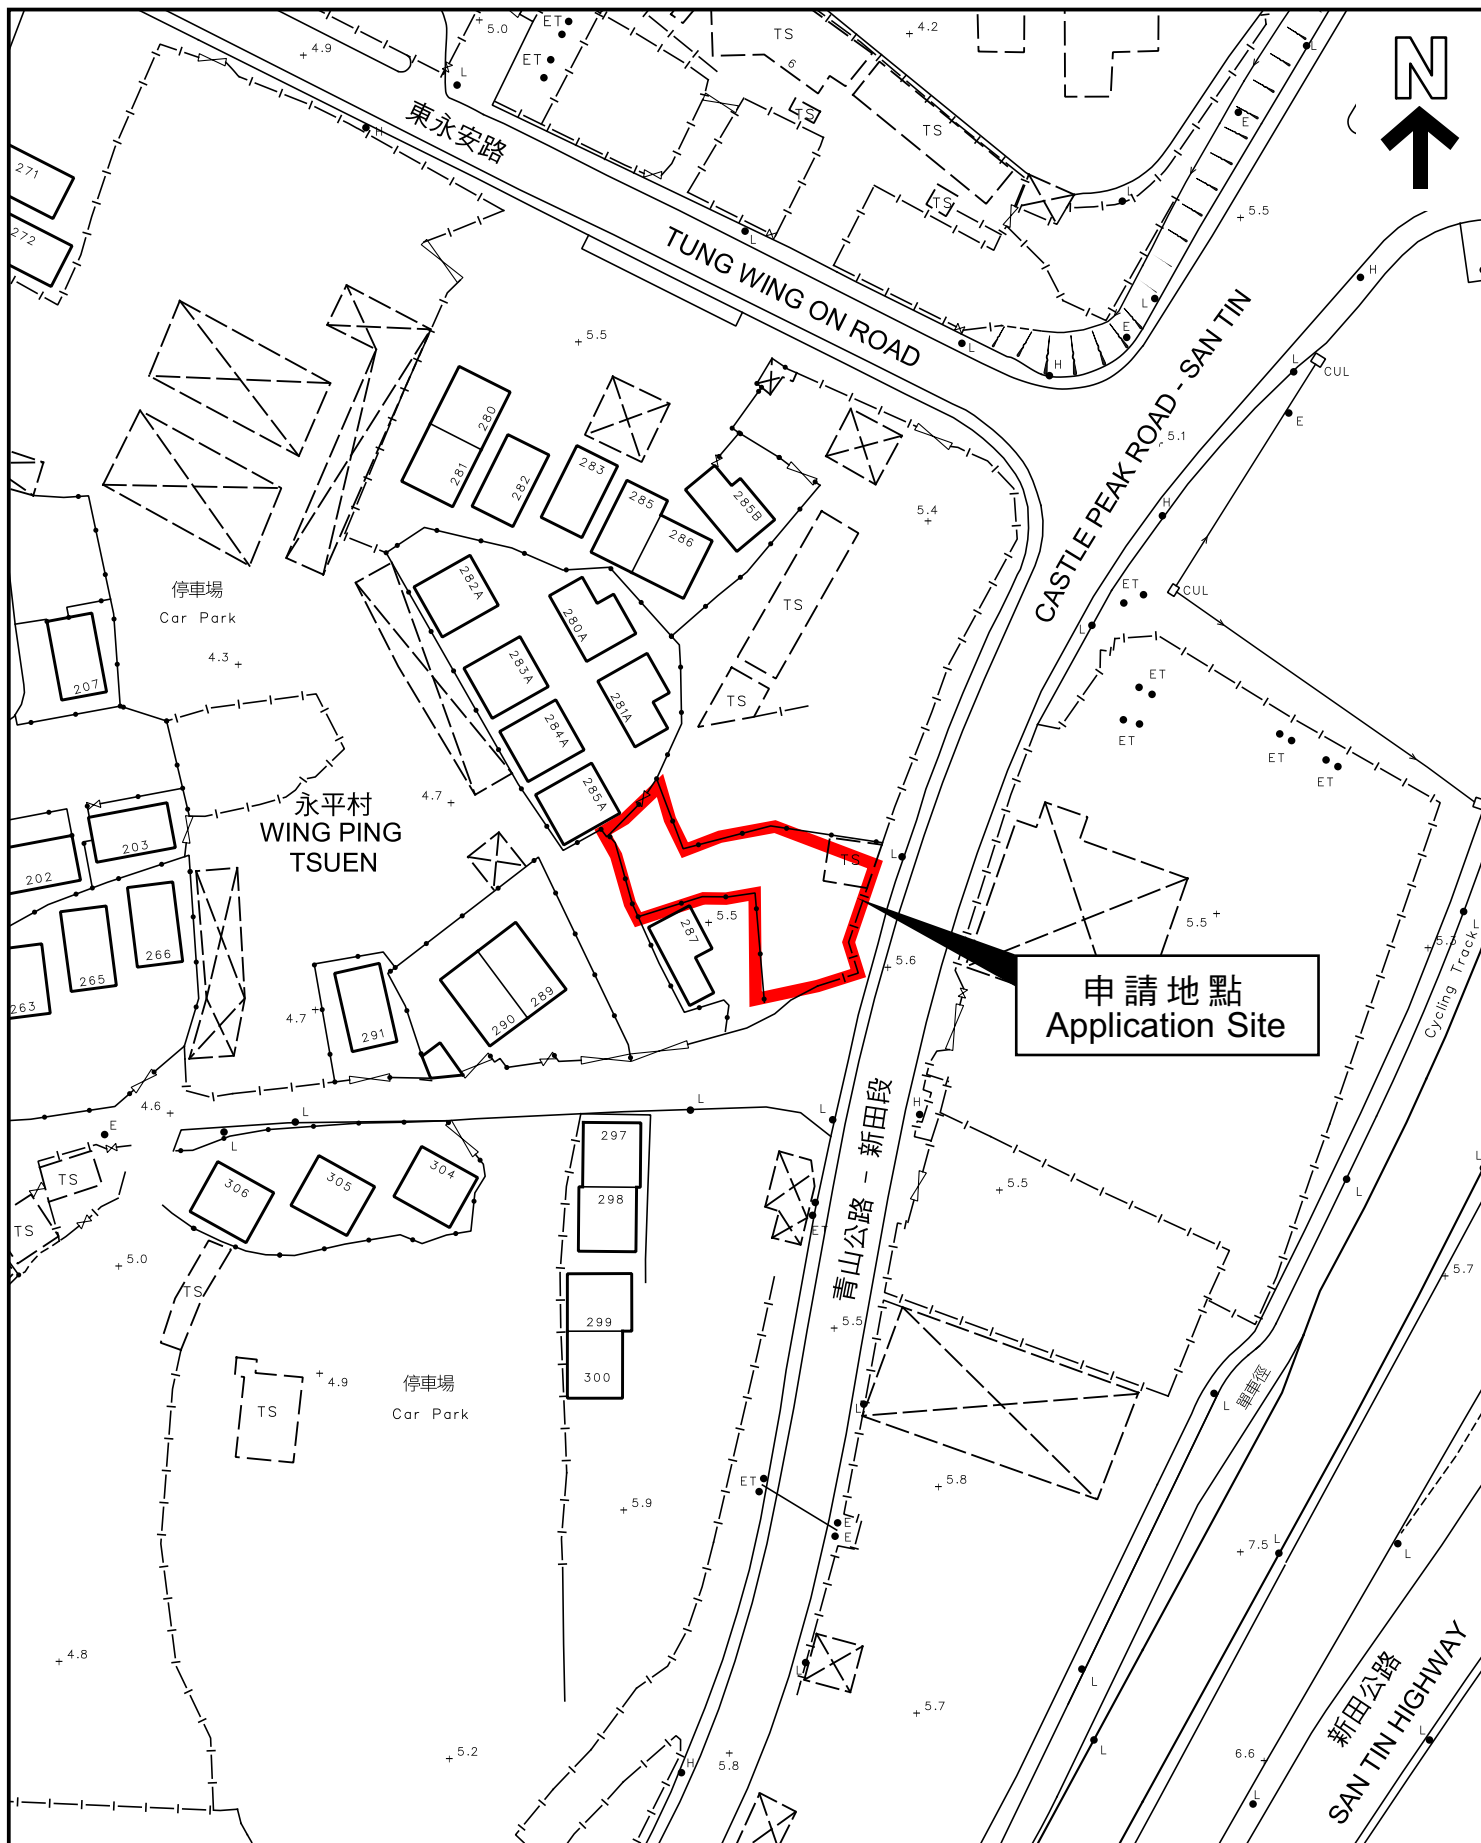 N
4.9
5.0
ET
ET
L
TS
6
4.2
TS
TS
TS
L
E
L
5.5
東永安路
H
271
272
TUNG WING ON ROAD
L
L
H
E
L
H
L
CUL
E
5.5
CASTLE PEAK ROAD - SAN TIN
5.1
H
280
281
282
283
285
286
285B
5.4
停車場
Car Park
4.3
207
282A
280A
283A
281A
284A
285A
TS
TS
CUL
ET
L
ET
ET
ET
ET
永平村
WING PING
TSUEN
4.7
203
202
266
265
263
TS
L
5.5
287
5.6
5.5
5.3
L
Cycling Track
申請地點
Application Site
4.7
291
290
289
4.6
E
L
L
L
L
H
青山公路 - 新田段
TS
TS
306
305
304
297
298
299
300
ET
5.5
L
L
5.0
TS
5.7
5.5
4.9
TS
停車場
Car Park
L
單車徑
L
5.9
ET
E
E
5.8
7.5
L
L
4.8
L
5.7
L
L
新田公路
SAN TIN HIGHWAY
L
5.2
H
5.8
6.6
L